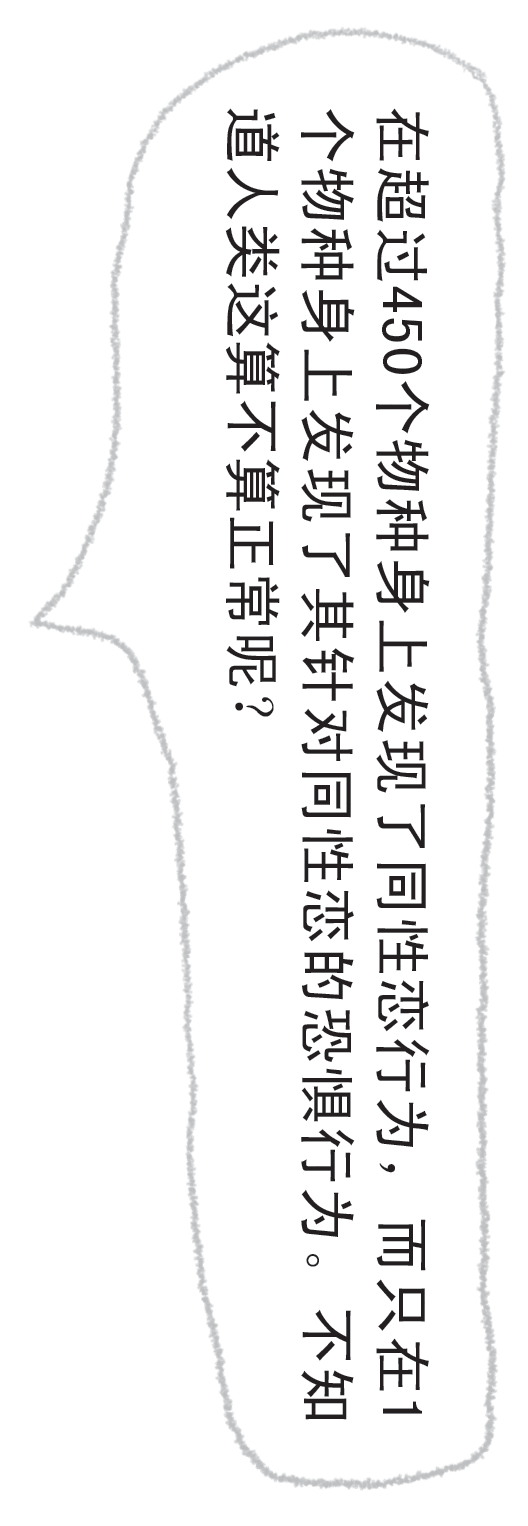 在超过450个物种身上发现了同性恋行为，而只在1
个物种身上发现了其针对同性恋的恐惧行为。不知
道人类这算不算正常呢？